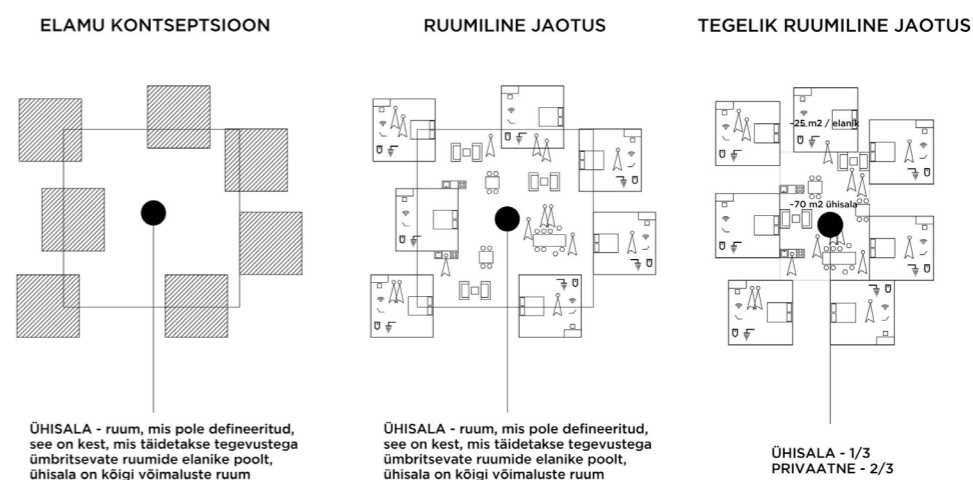 ELAMU KONTSEPTSIOON
RUUMILINE JAOTUS
TEGELIK RUUMILINE JAOTUS
~25 m2 / elanik
~70 m2 ühisala
ÜHISALA - ruum, mis pole defineeritud,
see on kest, mis täidetakse tegevustega
ümbritsevate ruumide elanike poolt,
ühisala on kõigi võimaluste ruum
ÜHISALA - ruum, mis pole defineeritud,
see on kest, mis täidetakse tegevustega
ümbritsevate ruumide elanike poolt,
ühisala on kõigi võimaluste ruum
ÜHISALA - 1/3
PRIVAATNE - 2/3